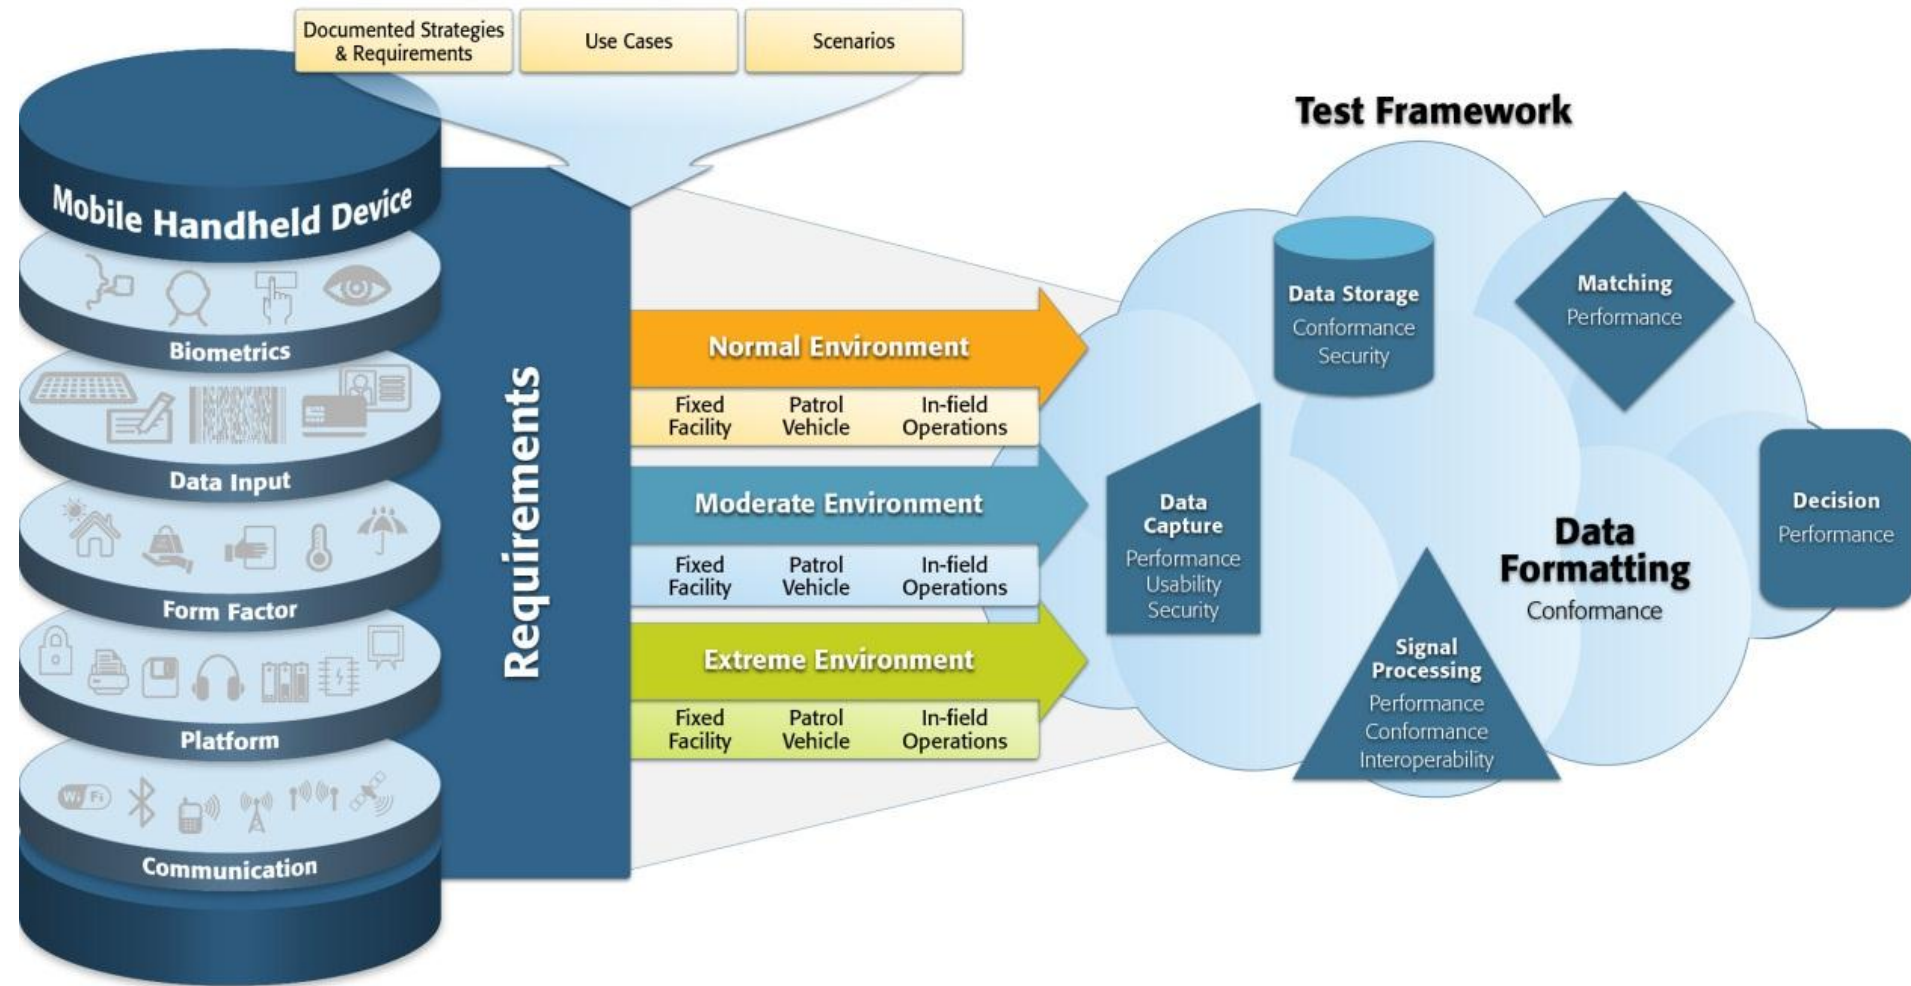 Documented Strategies
& Requirements
Use Cases
Scenarios
Mobile Handheld Device
Biometrics
Data Input
Form Factor
Platform
Wi Fi
Communication
Requirements
Normal Environment
Fixed
Facility
Patrol
Vehicle
In-field
Operations
Moderate Environment
Fixed
Facility
Patrol
Vehicle
In-field
Operations
Extreme Environment
Fixed
Facility
Patrol
Vehicle
In-field
Operations
Test Framework
Data Storage
Conformance
Security
Matching
Performance
Data
Capture
Performance
Usability
Security
Data
Formatting
Conformance
Decision
Performance
Signal
Processing
Performance
Conformance
Interoperability